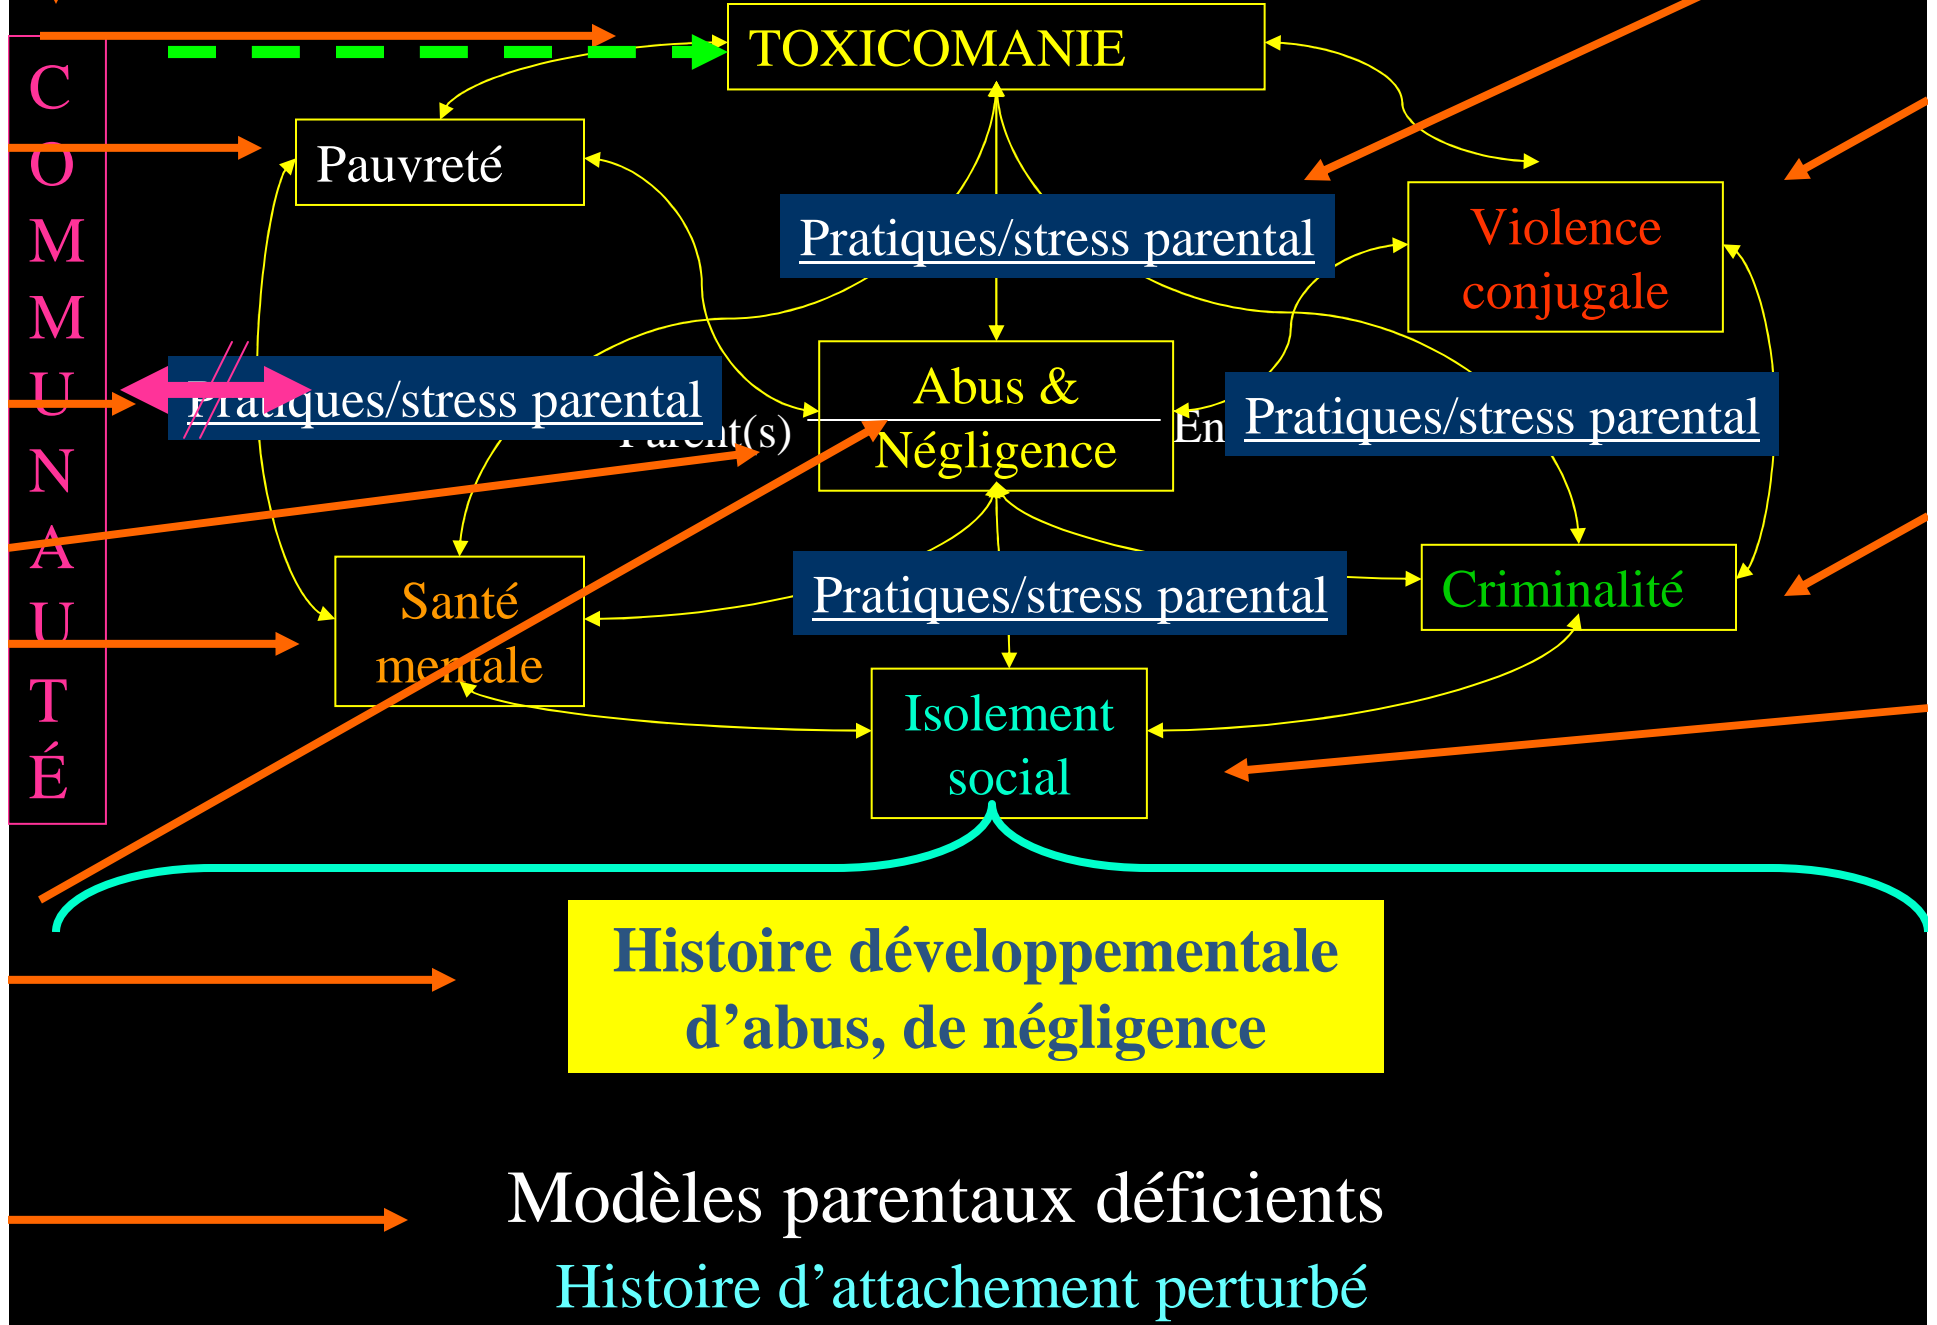 TOXICOMANIE
COMMUNAUTÉ
Pauvreté
Pratiques/stress parental
Violence
conjugale
Pratiques/stress parental
Abus &
Négligence
Pratiques/stress parental
Santé
mentale
Pratiques/stress parental
Criminalité
Isolement
social
Histoire développementale
d’abus, de négligence
Modèles parentaux déficients
Histoire d’attachement perturbé